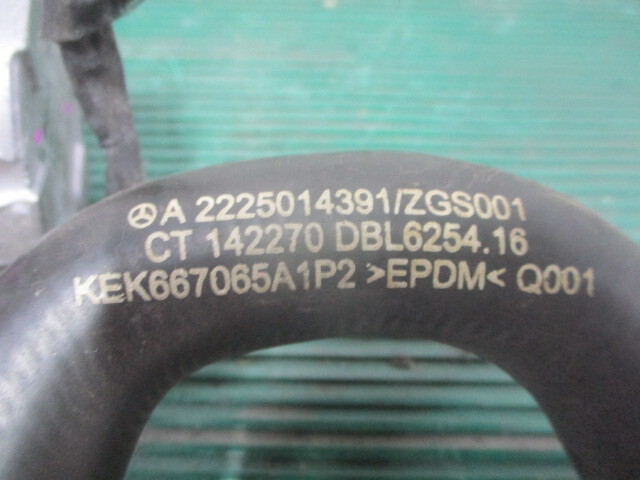 A 2225014391/ZGS001
CT 142270 DBL6254.16
KEK667065A1P2 >EPDM< Q001